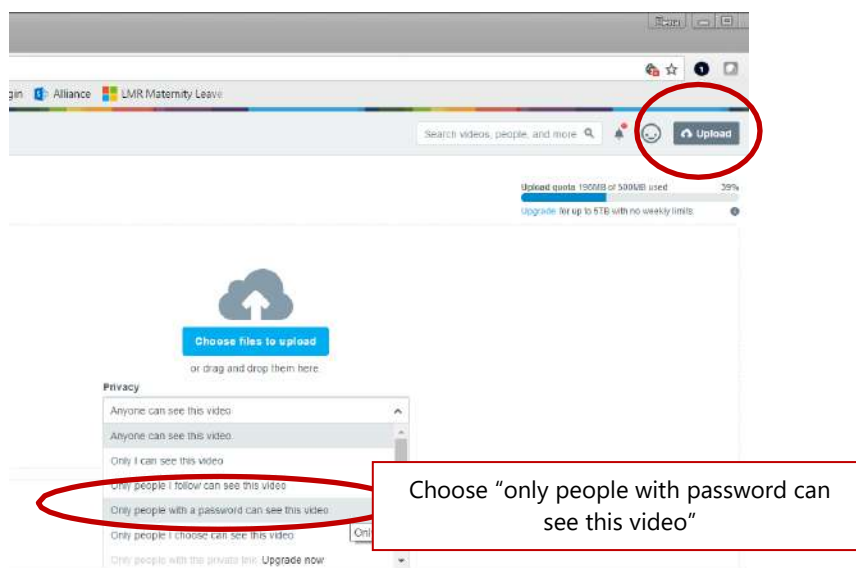 gin Alliance LMR Maternity Leave
Search videos, people, and more
Upload
Upload quota 196MB of 500MB used 39%
Upgrade for up to 5TB with no weekly limits
Choose files to upload
or drag and drop them here.
Privacy
Anyone can see this video
Anyone can see this video
Only I can see this video
Only people I follow can see this video
Only people with a password can see this video
Only people I choose can see this video
Only people with the private link Upgrade now
Choose “only people with password can
see this video”